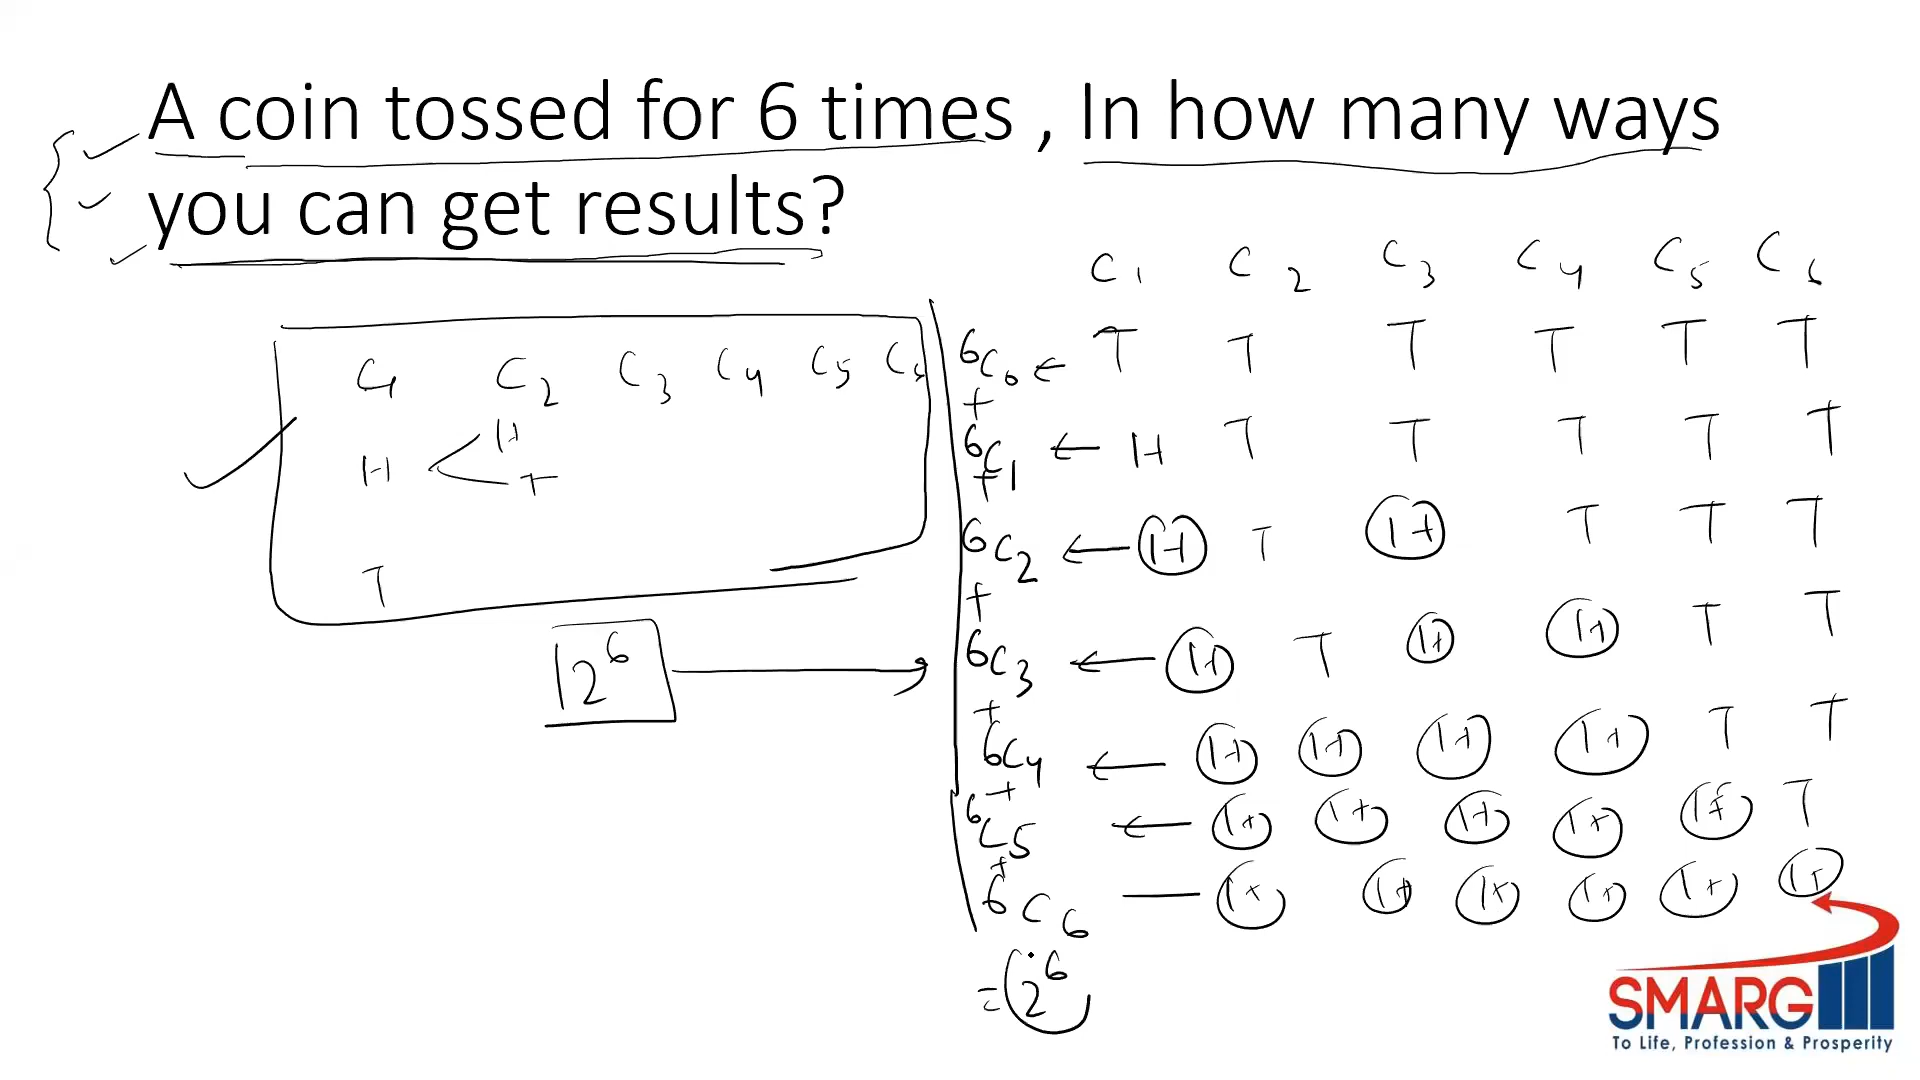 A coin tossed for 6 times , In how many ways
you can get results?
C1 C2 C3 C4 C5 C6
H H
T
T
2^6
C1 C2 C3 C4 C5 C6
6C0 ← T T T T T T
+
6C1 ← H T T T T T
+
6C2 ← H T H T T T
+
6C3 ← H T H H T T
+
6C4 ← H H H H T T
+
6C5 ← H H H H H T
+
6C6 — H H H H H H
= 2^6
SMARG
To Life, Profession & Prosperity